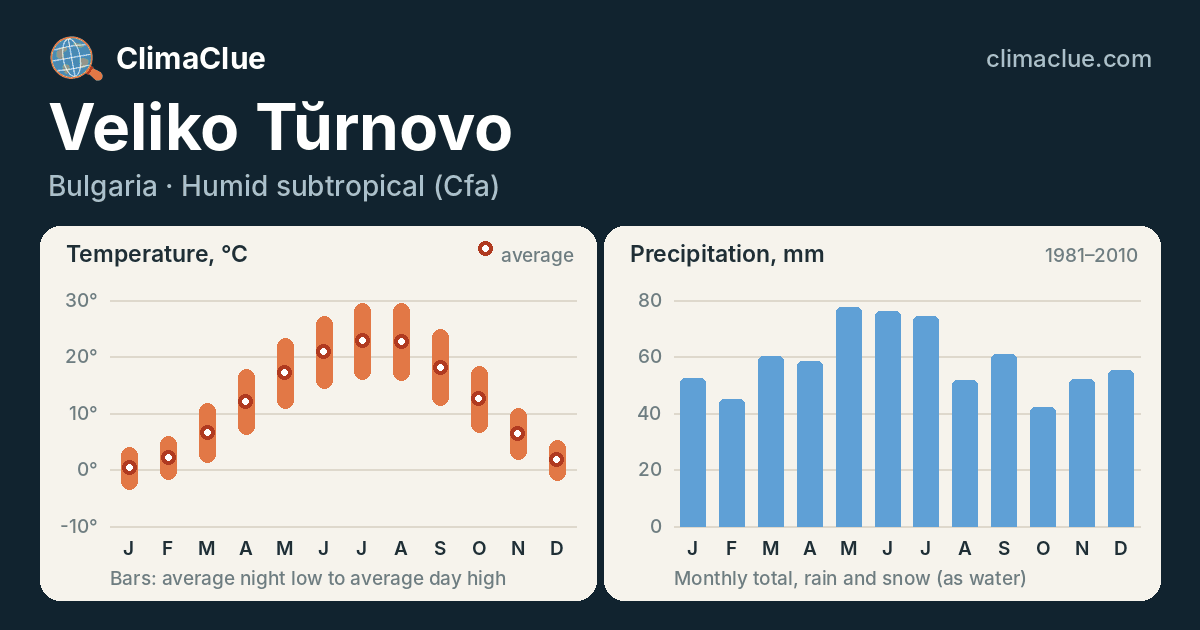 ClimaClue
climaclue.com
Veliko Tŭrnovo
Bulgaria · Humid subtropical (Cfa)
Temperature, °C
average
30°
20°
10°
0°
-10°
J F M A M J J A S O N D
Bars: average night low to average day high
Precipitation, mm
1981–2010
80
60
40
20
0
J F M A M J J A S O N D
Monthly total, rain and snow (as water)